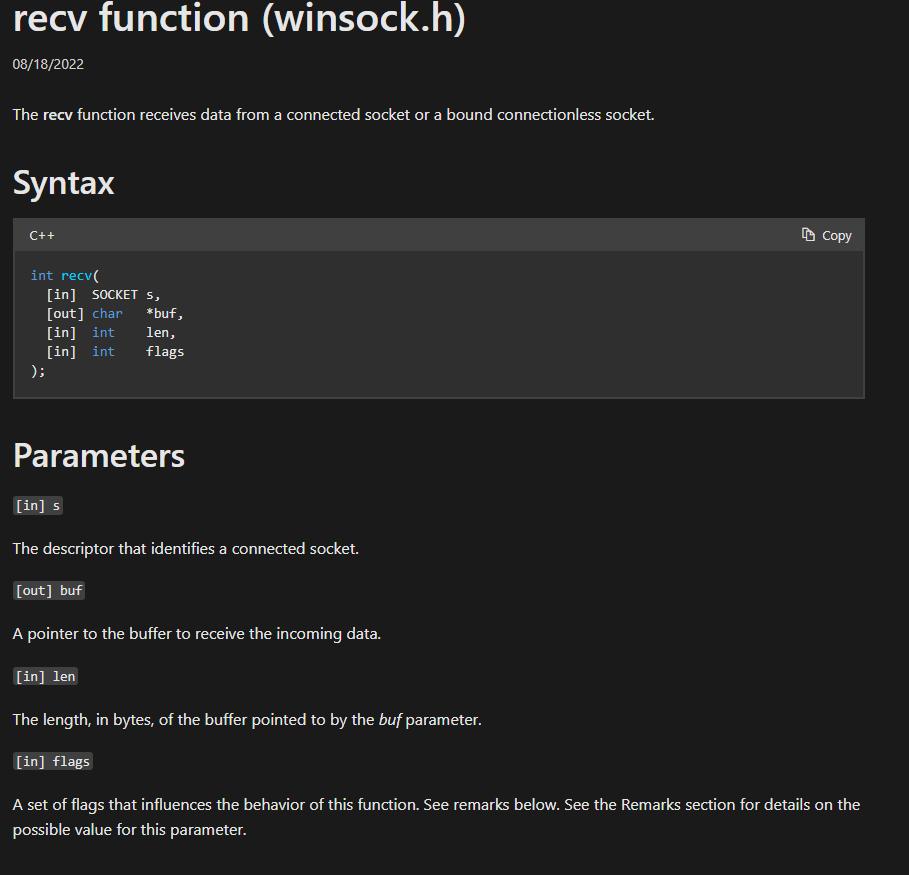 recv function (winsock.h)
08/18/2022
The recv function receives data from a connected socket or a bound connectionless socket.
Syntax
C++ Copy
int recv(
  [in]  SOCKET s,
  [out] char   *buf,
  [in]  int    len,
  [in]  int    flags
);
Parameters
[in] s
The descriptor that identifies a connected socket.
[out] buf
A pointer to the buffer to receive the incoming data.
[in] len
The length, in bytes, of the buffer pointed to by the buf parameter.
[in] flags
A set of flags that influences the behavior of this function. See remarks below. See the Remarks section for details on the
possible value for this parameter.